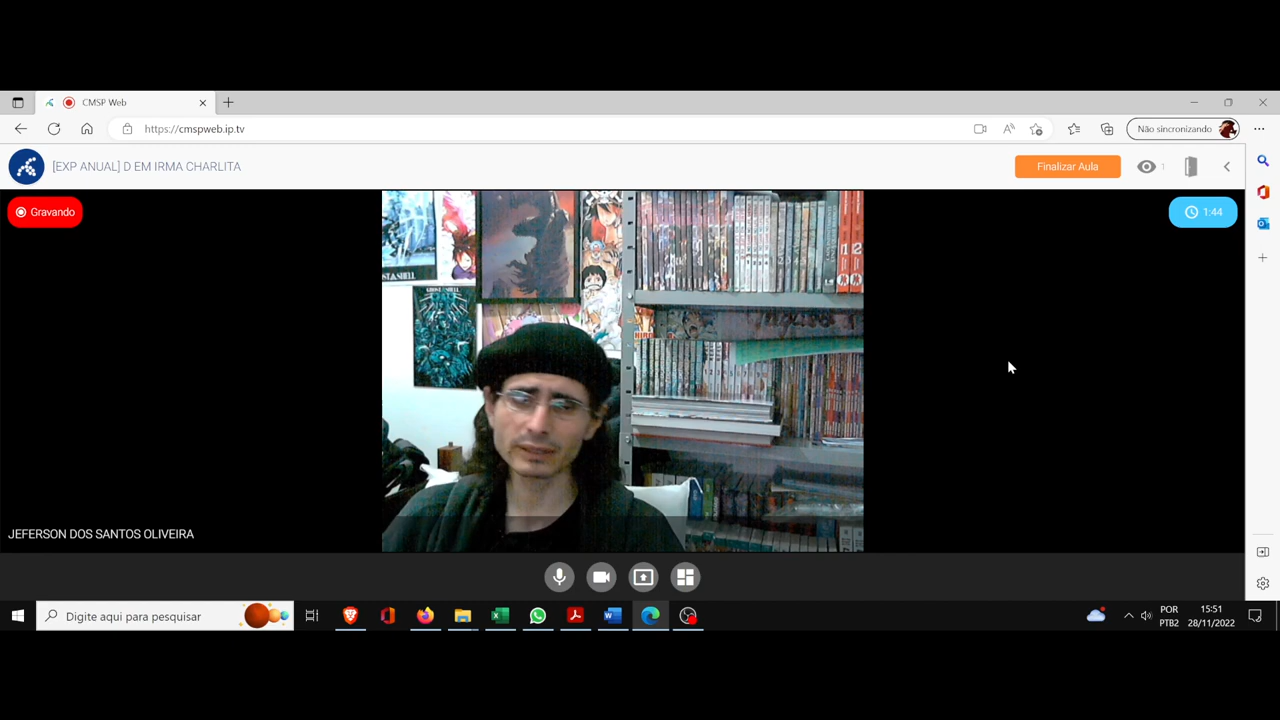 CMSP Web
https://cmspweb.ip.tv
Não sincronizando
[EXP ANUAL] D EM IRMA CHARLITA
Finalizar Aula
1
Gravando
1:44
JEFERSON DOS SANTOS OLIVEIRA
Digite aqui para pesquisar
POR
PTB2
15:51
28/11/2022